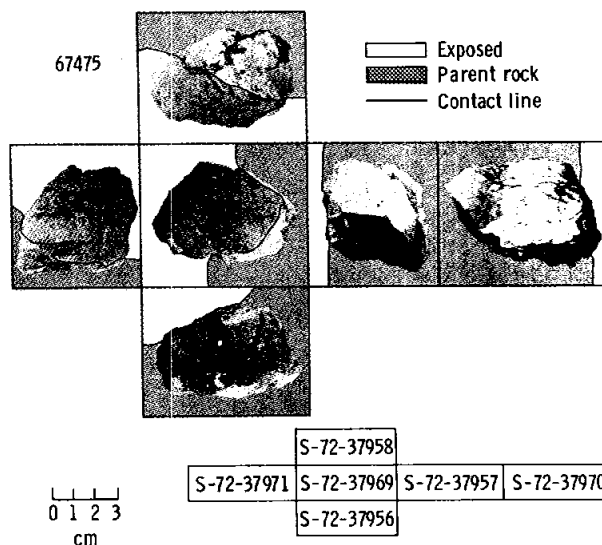 67475
Exposed
Parent rock
Contact line
S-72-37958
S-72-37971 S-72-37969 S-72-37957 S-72-37970
S-72-37956
0 1 2 3
cm